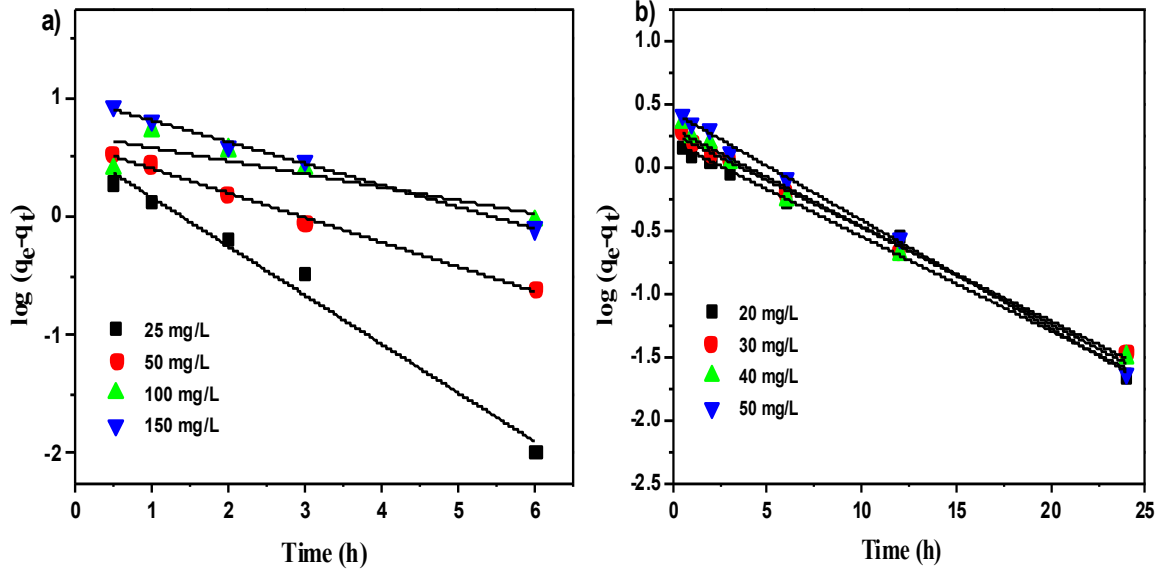 a)
1
0
-1
-2
log (qe-qt)
25 mg/L
50 mg/L
100 mg/L
150 mg/L
0 1 2 3 4 5 6
Time (h)
b)
1.0
0.5
0.0
-0.5
-1.0
-1.5
-2.0
-2.5
log (qe-qt)
20 mg/L
30 mg/L
40 mg/L
50 mg/L
0 5 10 15 20 25
Time (h)